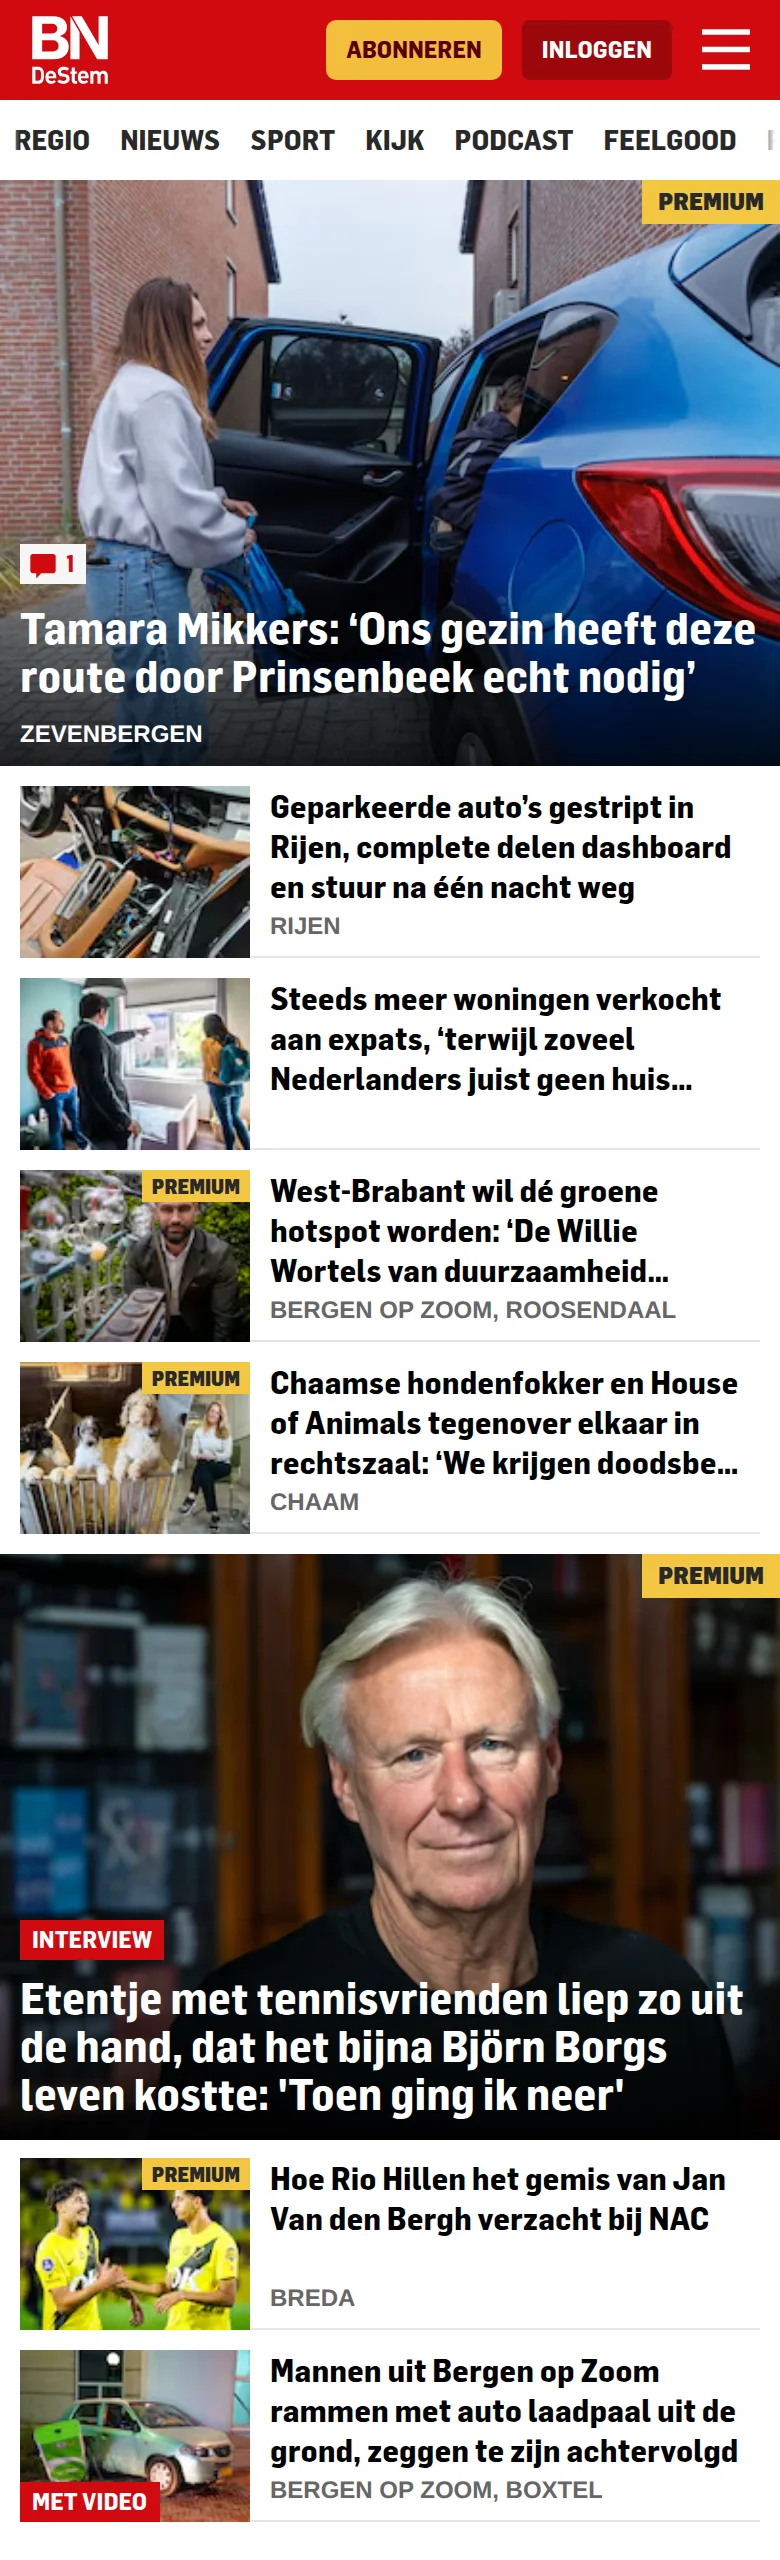 BN
DeStem
ABONNEREN
INLOGGEN
REGIO NIEUWS SPORT KIJK PODCAST FEELGOOD
PREMIUM
1
Tamara Mikkers: ‘Ons gezin heeft deze
route door Prinsenbeek echt nodig’
ZEVENBERGEN
Geparkeerde auto’s gestript in
Rijen, complete delen dashboard
en stuur na één nacht weg
RIJEN
Steeds meer woningen verkocht
aan expats, ‘terwijl zoveel
Nederlanders juist geen huis...
PREMIUM
West-Brabant wil dé groene
hotspot worden: ‘De Willie
Wortels van duurzaamheid...
BERGEN OP ZOOM, ROOSENDAAL
PREMIUM
Chaamse hondenfokker en House
of Animals tegenover elkaar in
rechtszaal: ‘We krijgen doodsbe...
CHAAM
PREMIUM
INTERVIEW
Etentje met tennisvrienden liep zo uit
de hand, dat het bijna Björn Borgs
leven kostte: 'Toen ging ik neer'
PREMIUM
Hoe Rio Hillen het gemis van Jan
Van den Bergh verzacht bij NAC
BREDA
Mannen uit Bergen op Zoom
rammen met auto laadpaal uit de
grond, zeggen te zijn achtervolgd
BERGEN OP ZOOM, BOXTEL
MET VIDEO